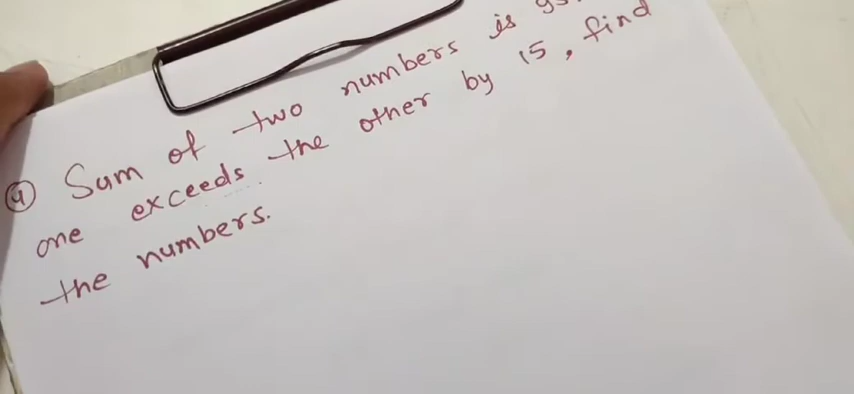 ④ Sum of two numbers is
one exceeds the other by 15, find
the numbers.